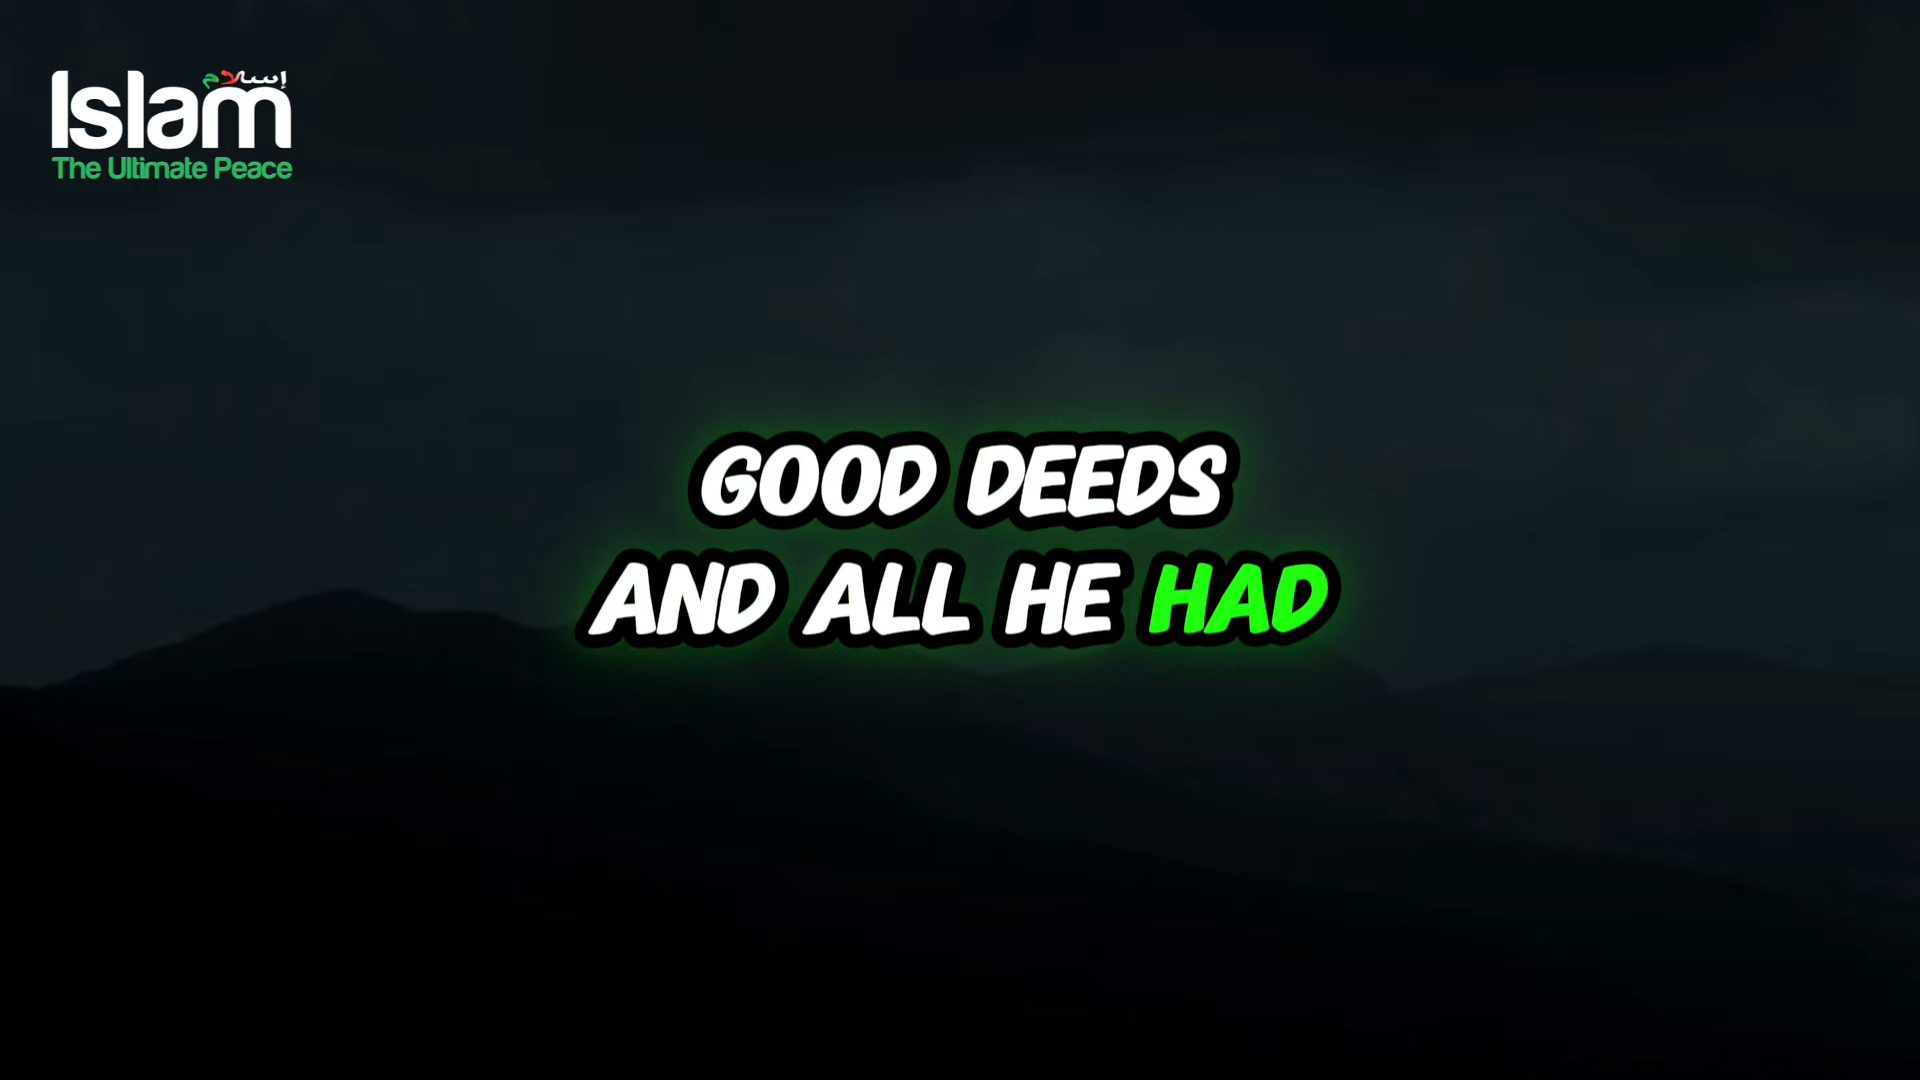 إسلام
Islam
The Ultimate Peace
GOOD DEEDS
AND ALL HE HAD